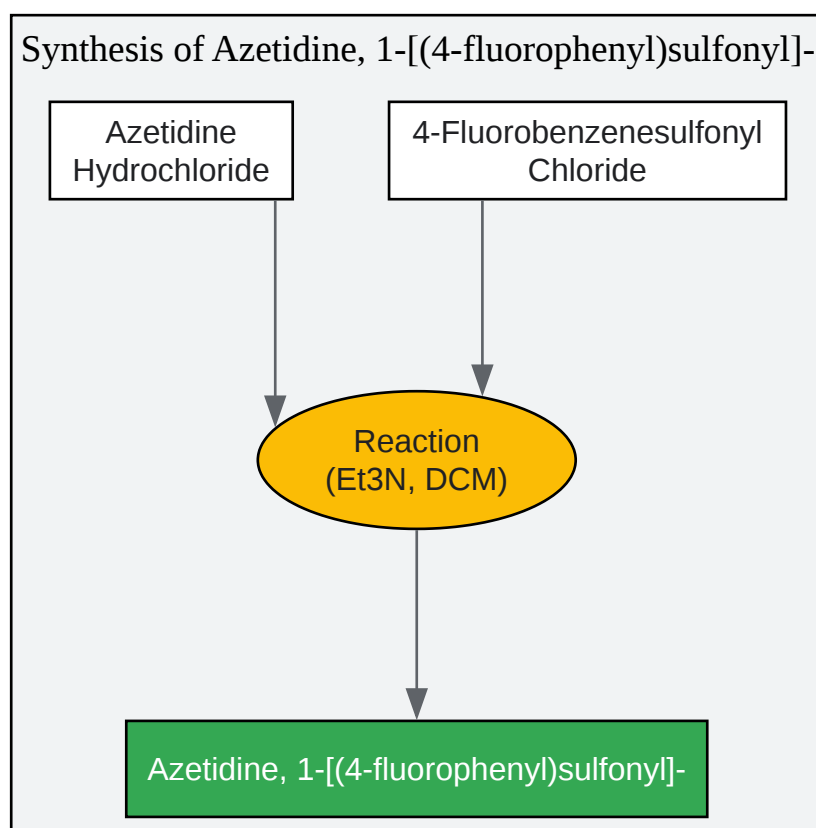 Synthesis of Azetidine, 1-[(4-fluorophenyl)sulfonyl]-
Azetidine
Hydrochloride
4-Fluorobenzenesulfonyl
Chloride
Reaction
(Et3N, DCM)
Azetidine, 1-[(4-fluorophenyl)sulfonyl]-